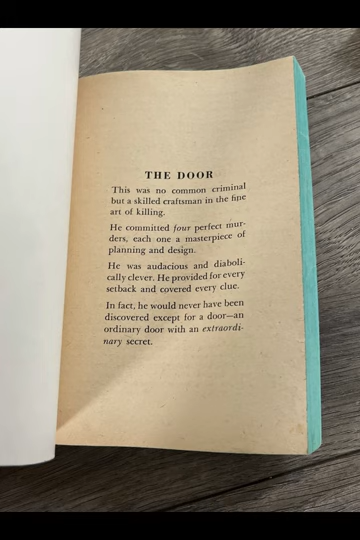 THE DOOR
This was no common criminal
but a skilled craftsman in the fine
art of killing.
He committed four perfect mur-
ders, each one a masterpiece of
planning and design.
He was audacious and diaboli-
cally clever. He provided for every
setback and covered every clue.
In fact, he would never have been
discovered except for a door—an
ordinary door with an extraordi-
nary secret.